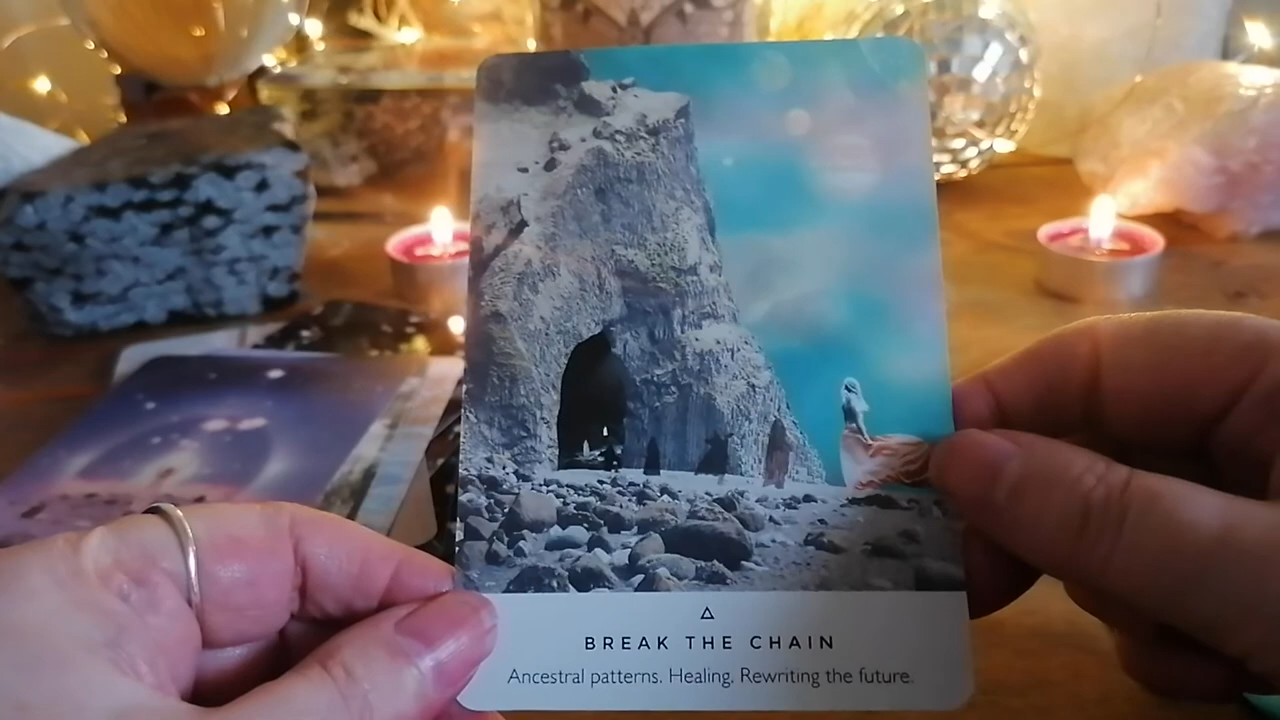 BREAK THE CHAIN
Ancestral patterns. Healing. Rewriting the future.